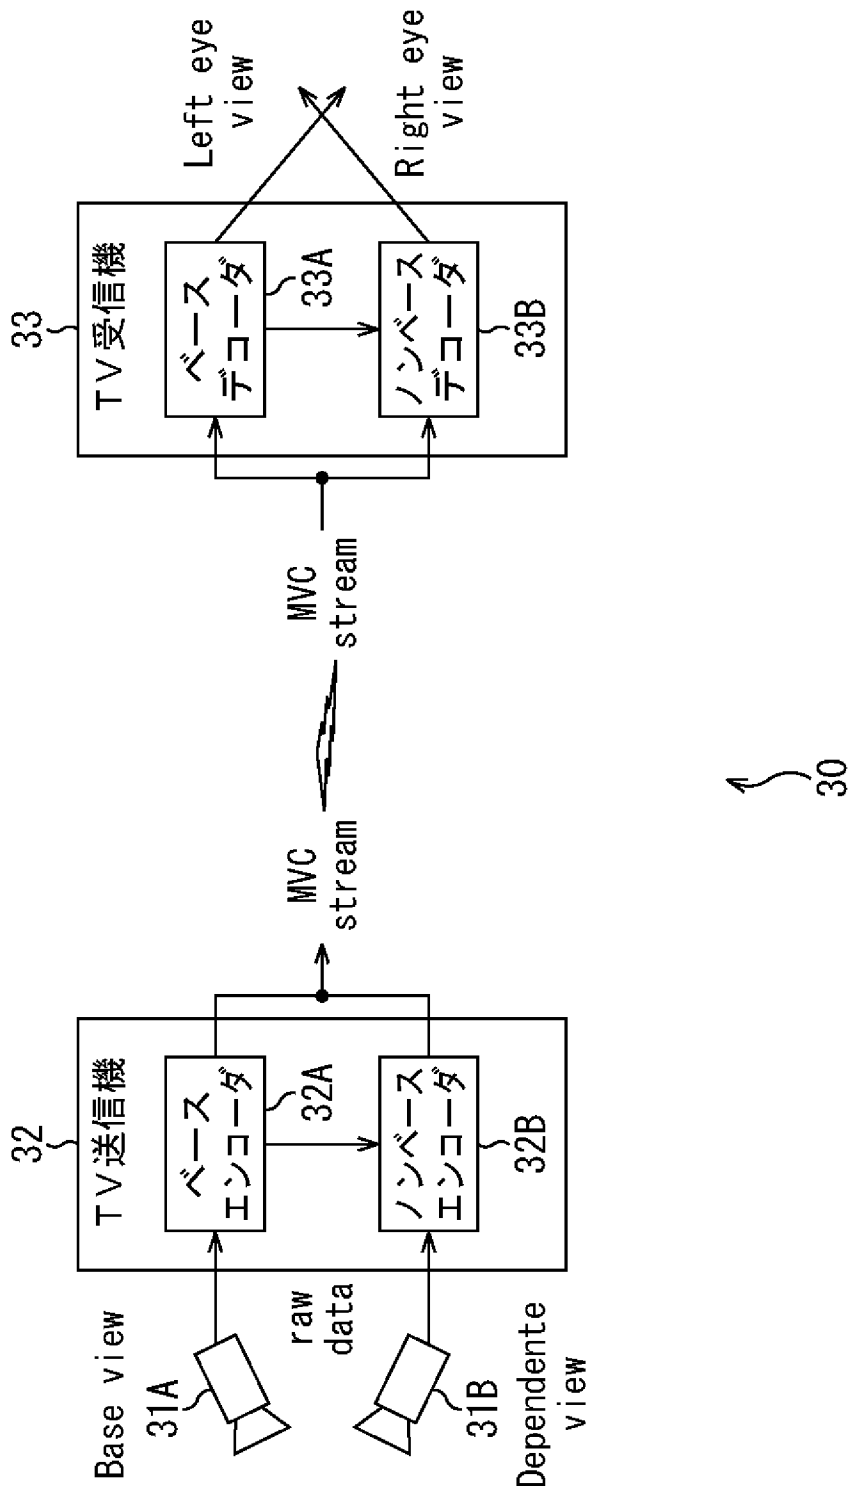 Base view
31A
raw
data
31B
Dependente
view
32
TV送信機
ベース
エンコーダ
32A
ノンベース
エンコーダ
32B
MVC
stream
MVC
stream
33
TV受信機
ベース
デコーダ
33A
ノンベース
デコーダ
33B
Left eye
view
Right eye
view
30